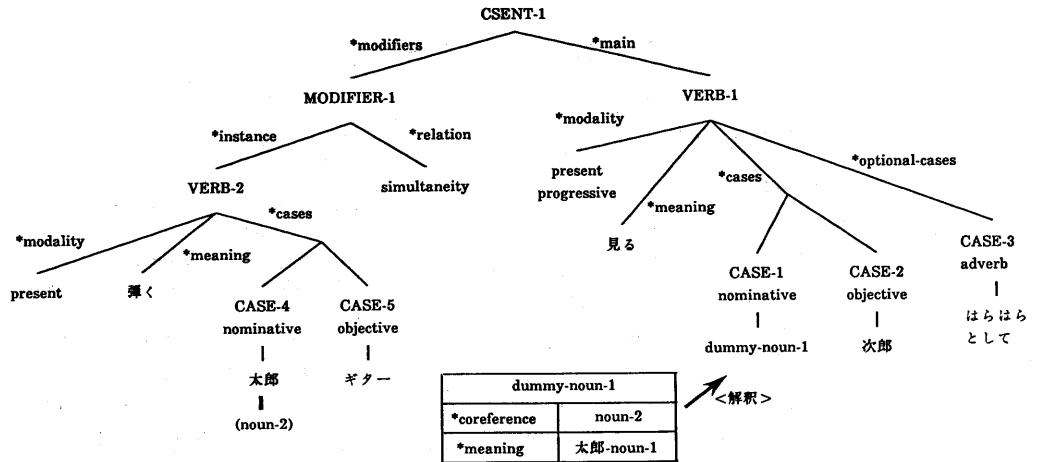 CSENT-1
*modifiers
*main
MODIFIER-1
VERB-1
*instance
*relation
*modality
*optional-cases
VERB-2
simultaneity
present
progressive
*cases
*meaning
見る
*modality
*cases
*meaning
present
弾く
CASE-4
nominative
太郎
(noun-2)
CASE-5
objective
ギター
CASE-1
nominative
dummy-noun-1
CASE-2
objective
次郎
CASE-3
adverb
はらはら
として
dummy-noun-1
*coreference noun-2
*meaning 太郎-noun-1
<解釈>